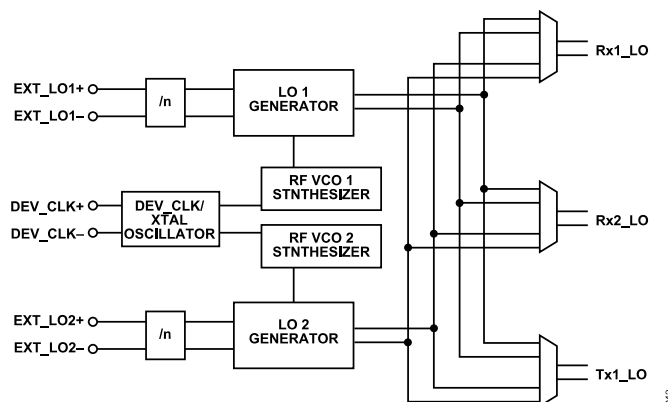 EXT_LO1+
EXT_LO1–
/n
LO 1
GENERATOR
Rx1_LO
RF VCO 1
STNTHESIZER
DEV_CLK+
DEV_CLK–
DEV_CLK/
XTAL
OSCILLATOR
RF VCO 2
STNTHESIZER
Rx2_LO
EXT_LO2+
EXT_LO2–
/n
LO 2
GENERATOR
Tx1_LO